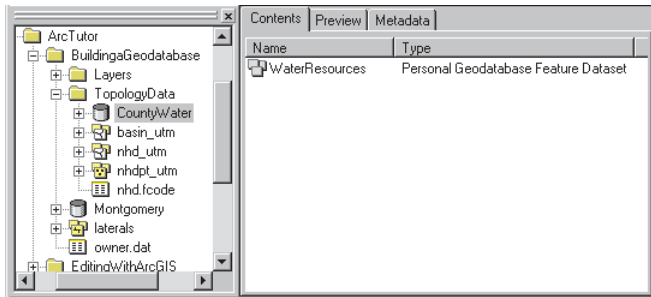 ArcTutor
BuildingaGeodatabase
Layers
TopologyData
CountyWater
basin_utm
nhd_utm
nhdpt_utm
nhd.fcode
Montgomery
laterals
owner.dat
EditingWithArcGIS
Contents Preview Metadata
Name Type
WaterResources Personal Geodatabase Feature Dataset